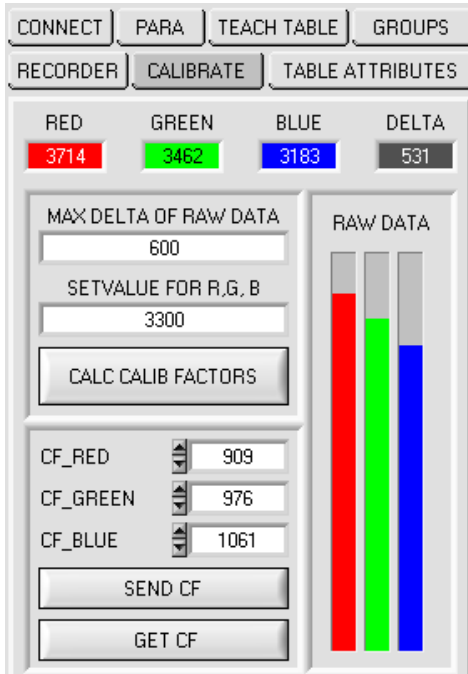 CONNECT PARA TEACH TABLE GROUPS
RECORDER CALIBRATE TABLE ATTRIBUTES
RED GREEN BLUE DELTA
3714 3462 3183 531
MAX DELTA OF RAW DATA
600
SETVALUE FOR R,G, B
3300
CALC CALIB FACTORS
RAW DATA
CF_RED 909
CF_GREEN 976
CF_BLUE 1061
SEND CF
GET CF